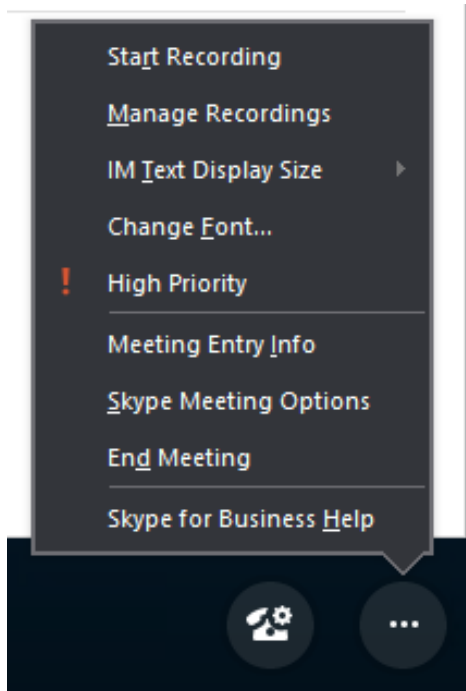 Start Recording
Manage Recordings
IM Text Display Size
Change Font...
! High Priority
Meeting Entry Info
Skype Meeting Options
End Meeting
Skype for Business Help